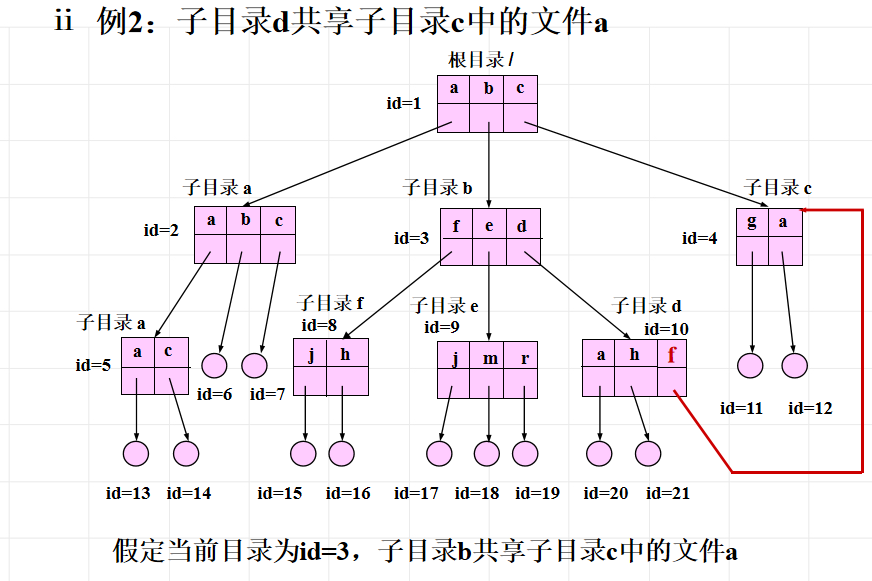 ii 例2：子目录d共享子目录c中的文件a
根目录 /
id=1
a b c
子目录 a
子目录 b
子目录 c
id=2
a b c
id=3
f e d
id=4
g a
子目录 a
子目录 f
id=8
子目录 e
id=9
子目录 d
id=10
id=5
a c
id=6
id=7
j h
j m r
a h f
id=11
id=12
id=13 id=14 id=15 id=16 id=17 id=18 id=19 id=20 id=21
假定当前目录为id=3，子目录b共享子目录c中的文件a